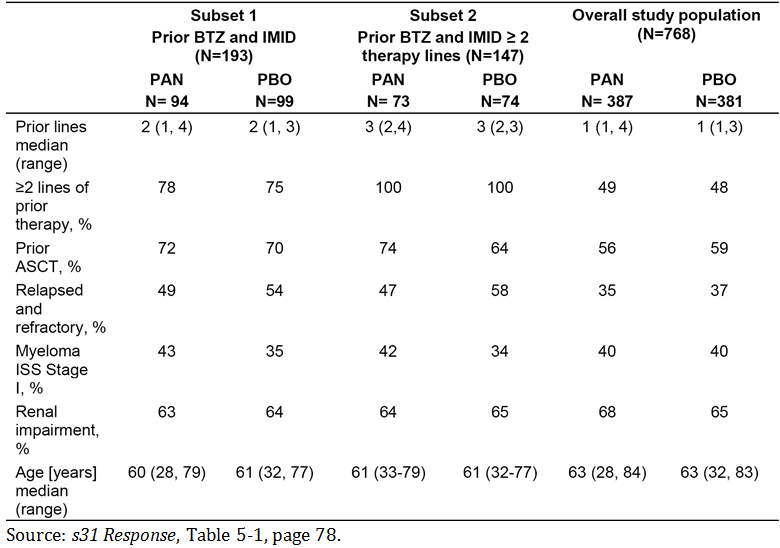 Subset 1 Subset 2 Overall study population
Prior BTZ and IMID Prior BTZ and IMID ≥ 2 (N=768)
(N=193) therapy lines (N=147)
PAN PBO PAN PBO PAN PBO
N= 94 N=99 N= 73 N=74 N= 387 N=381
Prior lines 2 (1, 4) 2 (1, 3) 3 (2,4) 3 (2,3) 1 (1, 4) 1 (1,3)
median
(range)
≥2 lines of 78 75 100 100 49 48
prior
therapy, %
Prior 72 70 74 64 56 59
ASCT, %
Relapsed 49 54 47 58 35 37
and
refractory, %
Myeloma 43 35 42 34 40 40
ISS Stage
I, %
Renal 63 64 64 65 68 65
impairment,
%
Age [years] 60 (28, 79) 61 (32, 77) 61 (33-79) 61 (32-77) 63 (28, 84) 63 (32, 83)
median
(range)
Source: s31 Response, Table 5-1, page 78.